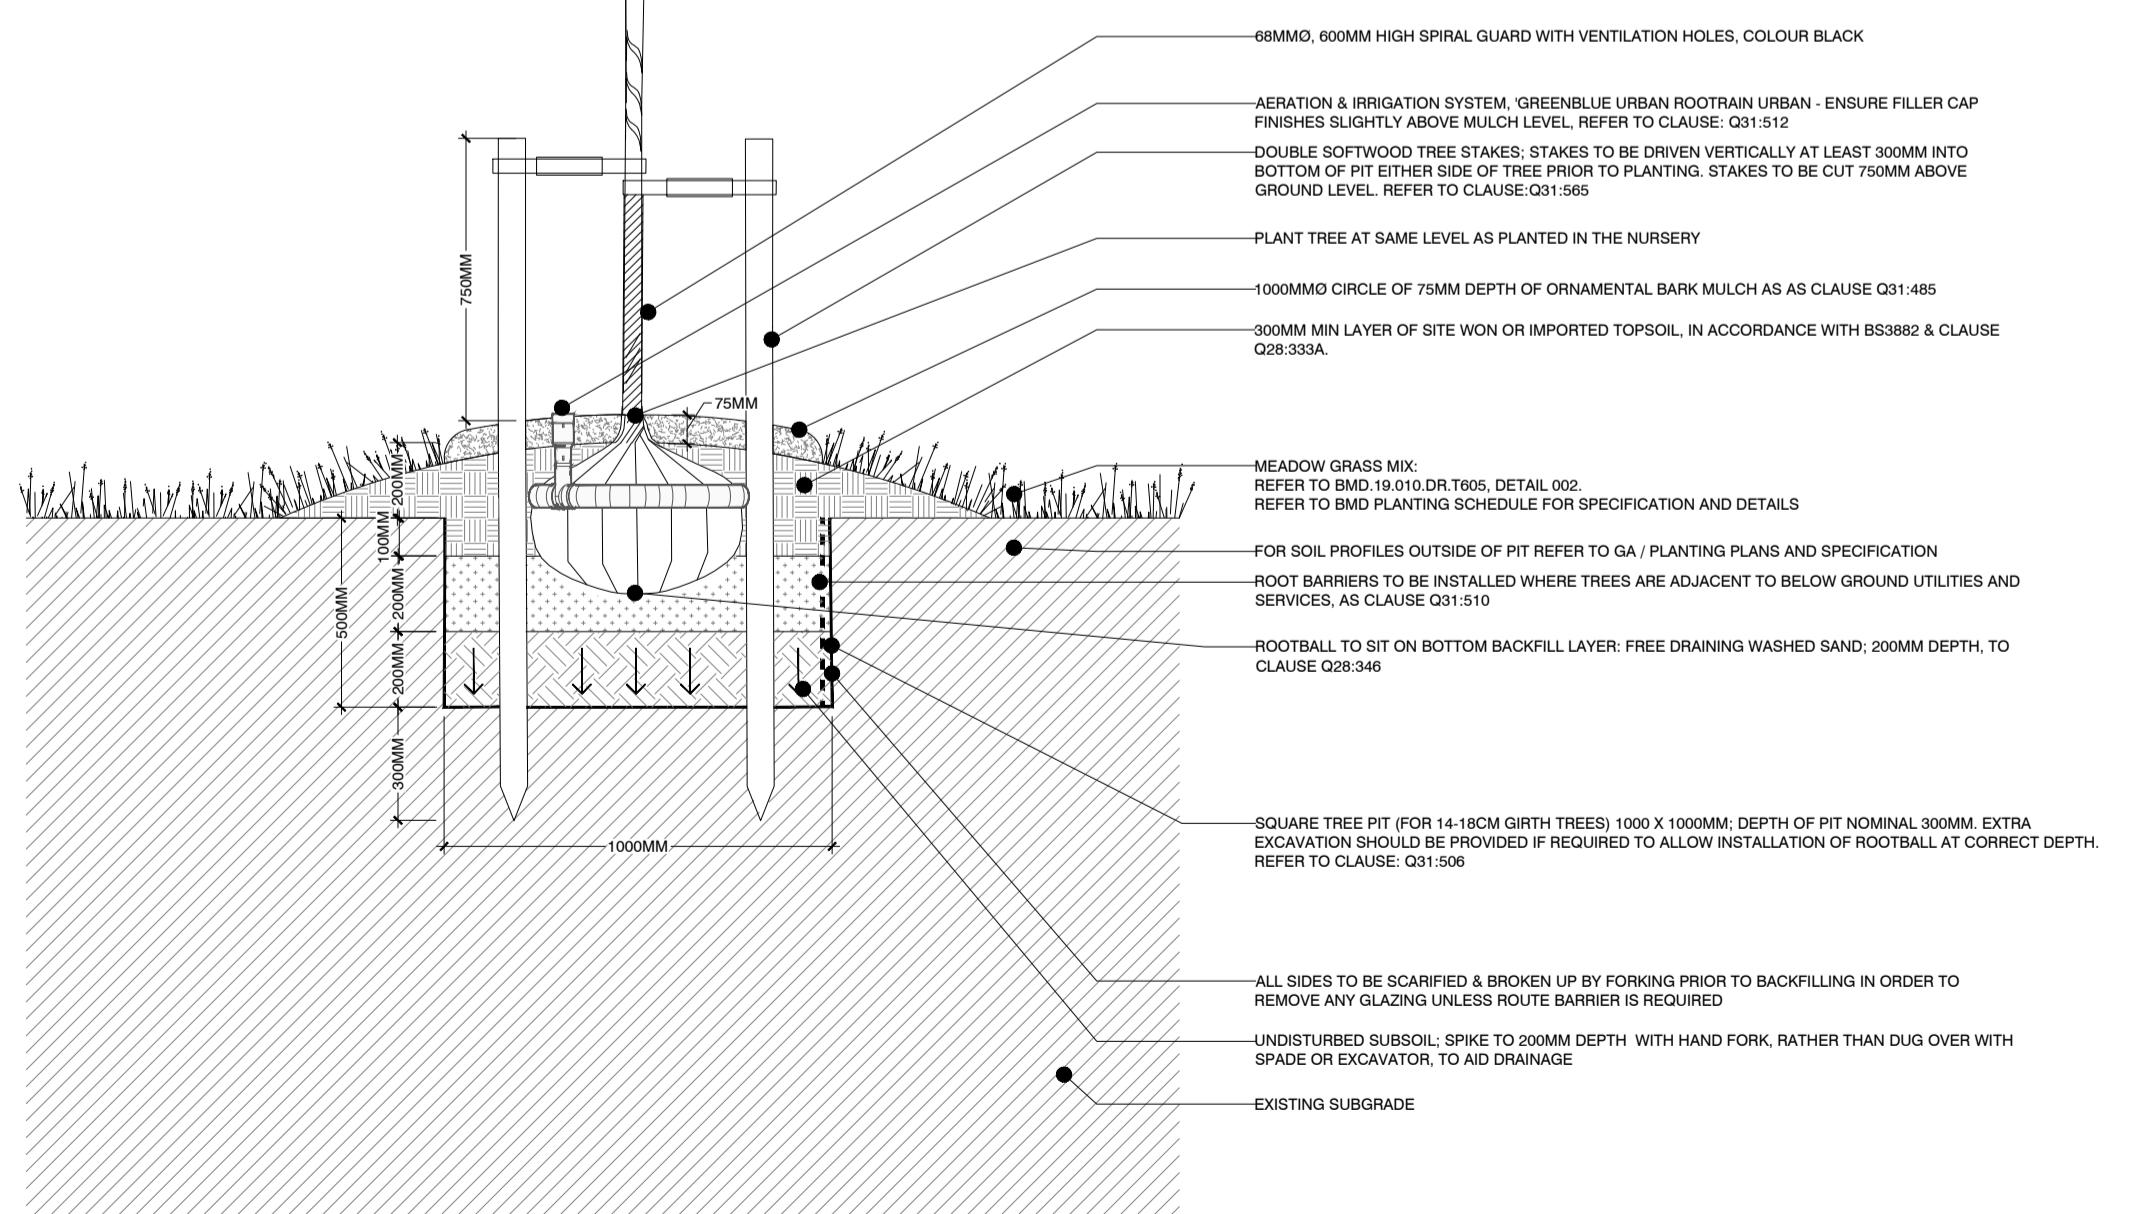 68MMØ, 600MM HIGH SPIRAL GUARD WITH VENTILATION HOLES, COLOUR BLACK
AERATION & IRRIGATION SYSTEM, 'GREENBLUE URBAN ROOTRAIN URBAN - ENSURE FILLER CAP
FINISHES SLIGHTLY ABOVE MULCH LEVEL, REFER TO CLAUSE: Q31:512
DOUBLE SOFTWOOD TREE STAKES; STAKES TO BE DRIVEN VERTICALLY AT LEAST 300MM INTO
BOTTOM OF PIT EITHER SIDE OF TREE PRIOR TO PLANTING. STAKES TO BE CUT 750MM ABOVE
GROUND LEVEL. REFER TO CLAUSE:Q31:565
PLANT TREE AT SAME LEVEL AS PLANTED IN THE NURSERY
1000MMØ CIRCLE OF 75MM DEPTH OF ORNAMENTAL BARK MULCH AS AS CLAUSE Q31:485
300MM MIN LAYER OF SITE WON OR IMPORTED TOPSOIL, IN ACCORDANCE WITH BS3882 & CLAUSE
Q28:333A.
MEADOW GRASS MIX:
REFER TO BMD.19.010.DR.T605, DETAIL 002.
REFER TO BMD PLANTING SCHEDULE FOR SPECIFICATION AND DETAILS
FOR SOIL PROFILES OUTSIDE OF PIT REFER TO GA / PLANTING PLANS AND SPECIFICATION
ROOT BARRIERS TO BE INSTALLED WHERE TREES ARE ADJACENT TO BELOW GROUND UTILITIES AND
SERVICES, AS CLAUSE Q31:510
ROOTBALL TO SIT ON BOTTOM BACKFILL LAYER: FREE DRAINING WASHED SAND; 200MM DEPTH, TO
CLAUSE Q28:346
SQUARE TREE PIT (FOR 14-18CM GIRTH TREES) 1000 X 1000MM; DEPTH OF PIT NOMINAL 300MM. EXTRA
EXCAVATION SHOULD BE PROVIDED IF REQUIRED TO ALLOW INSTALLATION OF ROOTBALL AT CORRECT DEPTH.
REFER TO CLAUSE: Q31:506
ALL SIDES TO BE SCARIFIED & BROKEN UP BY FORKING PRIOR TO BACKFILLING IN ORDER TO
REMOVE ANY GLAZING UNLESS ROUTE BARRIER IS REQUIRED
UNDISTURBED SUBSOIL; SPIKE TO 200MM DEPTH  WITH HAND FORK, RATHER THAN DUG OVER WITH
SPADE OR EXCAVATOR, TO AID DRAINAGE
EXISTING SUBGRADE
750MM
75MM
200MM
100MM
500MM
200MM
200MM
300MM
1000MM